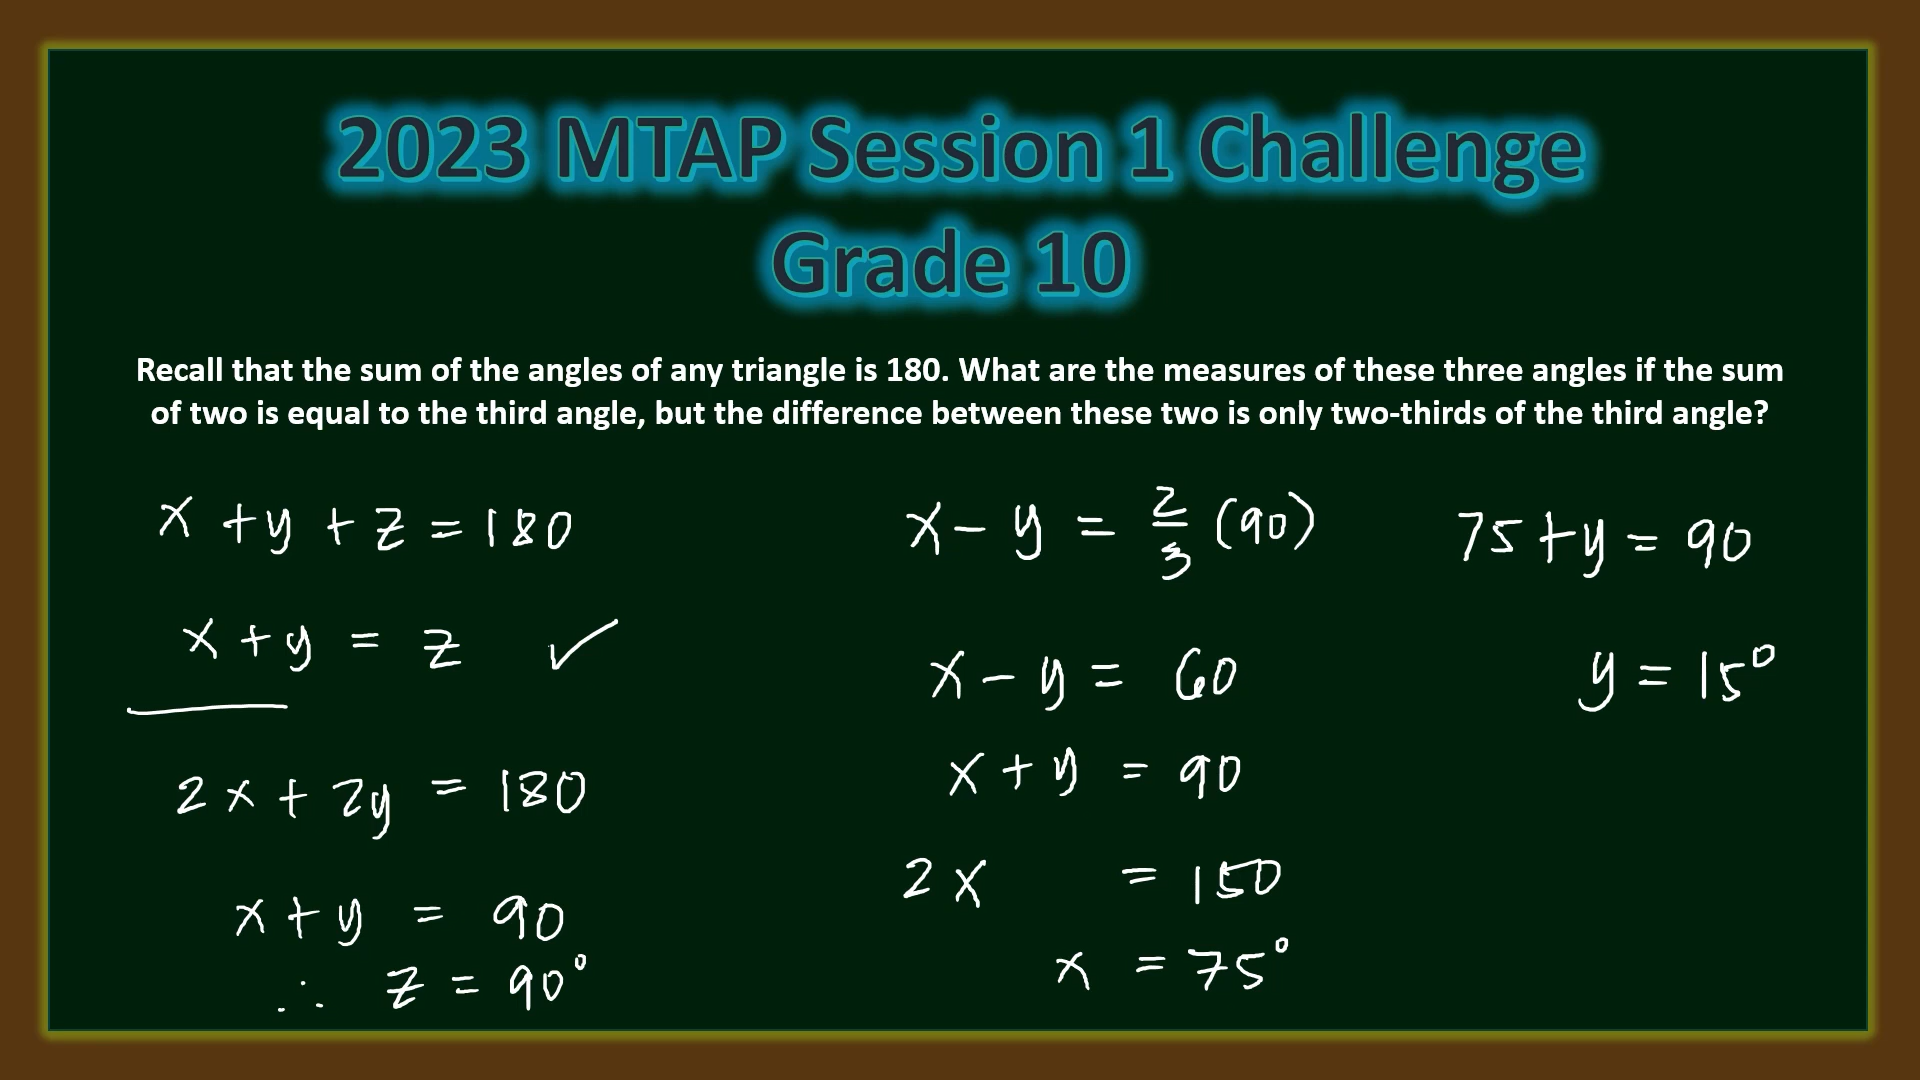 2023 MTAP Session 1 Challenge
Grade 10
Recall that the sum of the angles of any triangle is 180. What are the measures of these three angles if the sum
of two is equal to the third angle, but the difference between these two is only two-thirds of the third angle?
x + y + z = 180
x + y = z ✓
2x + 2y = 180
x + y = 90
∴ z = 90°
x - y = 2/3 (90)
x - y = 60
x + y = 90
2x = 150
x = 75°
75 + y = 90
y = 15°